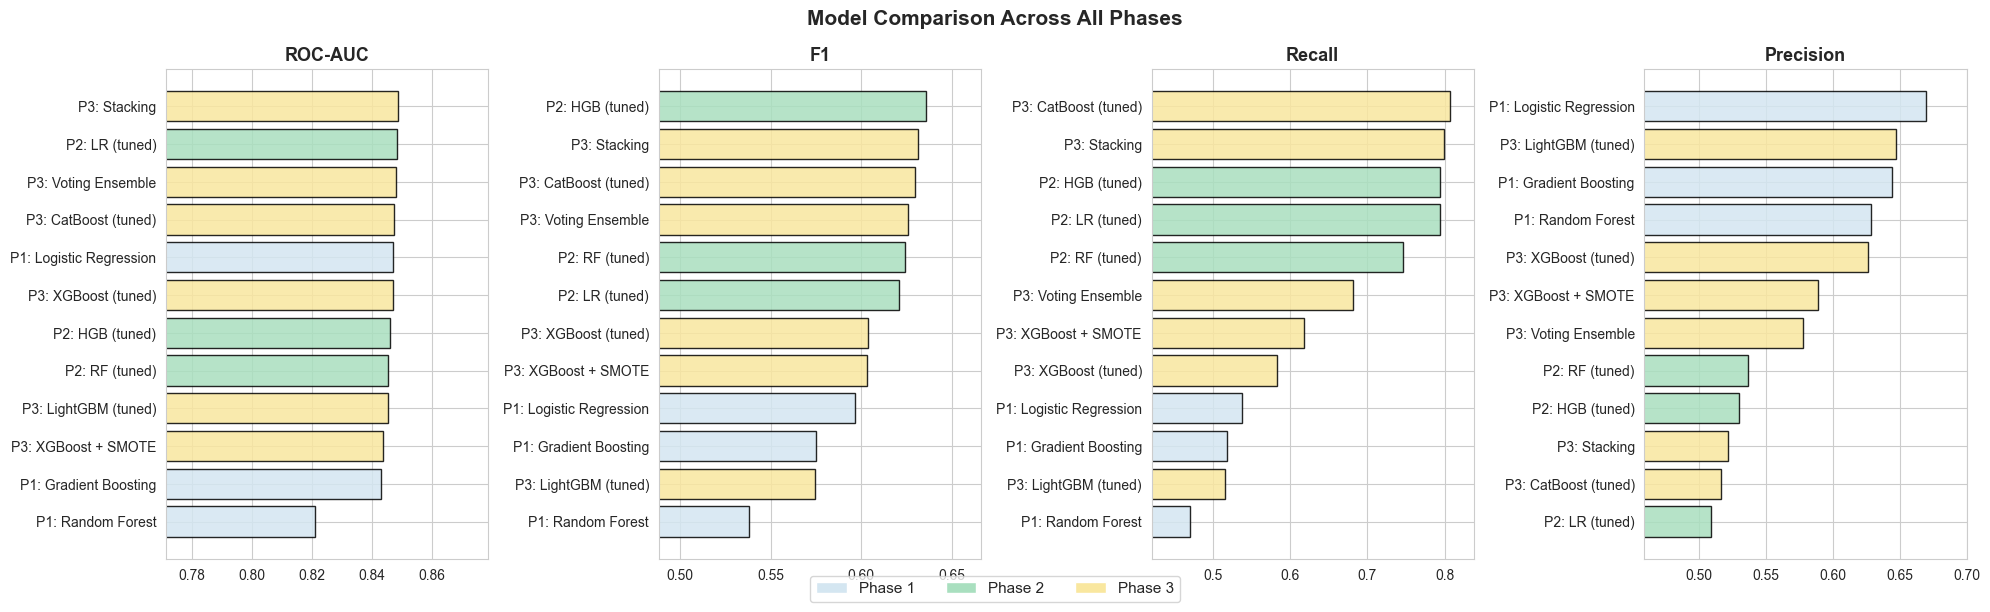 Model Comparison Across All Phases
ROC-AUC
P3: Stacking
P2: LR (tuned)
P3: Voting Ensemble
P3: CatBoost (tuned)
P1: Logistic Regression
P3: XGBoost (tuned)
P2: HGB (tuned)
P2: RF (tuned)
P3: LightGBM (tuned)
P3: XGBoost + SMOTE
P1: Gradient Boosting
P1: Random Forest
0.78 0.80 0.82 0.84 0.86
F1
P2: HGB (tuned)
P3: Stacking
P3: CatBoost (tuned)
P3: Voting Ensemble
P2: RF (tuned)
P2: LR (tuned)
P3: XGBoost (tuned)
P3: XGBoost + SMOTE
P1: Logistic Regression
P1: Gradient Boosting
P3: LightGBM (tuned)
P1: Random Forest
0.50 0.55 0.60 0.65
Recall
P3: CatBoost (tuned)
P3: Stacking
P2: HGB (tuned)
P2: LR (tuned)
P2: RF (tuned)
P3: Voting Ensemble
P3: XGBoost + SMOTE
P3: XGBoost (tuned)
P1: Logistic Regression
P1: Gradient Boosting
P3: LightGBM (tuned)
P1: Random Forest
0.5 0.6 0.7 0.8
Precision
P1: Logistic Regression
P3: LightGBM (tuned)
P1: Gradient Boosting
P1: Random Forest
P3: XGBoost (tuned)
P3: XGBoost + SMOTE
P3: Voting Ensemble
P2: RF (tuned)
P2: HGB (tuned)
P3: Stacking
P3: CatBoost (tuned)
P2: LR (tuned)
0.50 0.55 0.60 0.65 0.70
Phase 1 Phase 2 Phase 3